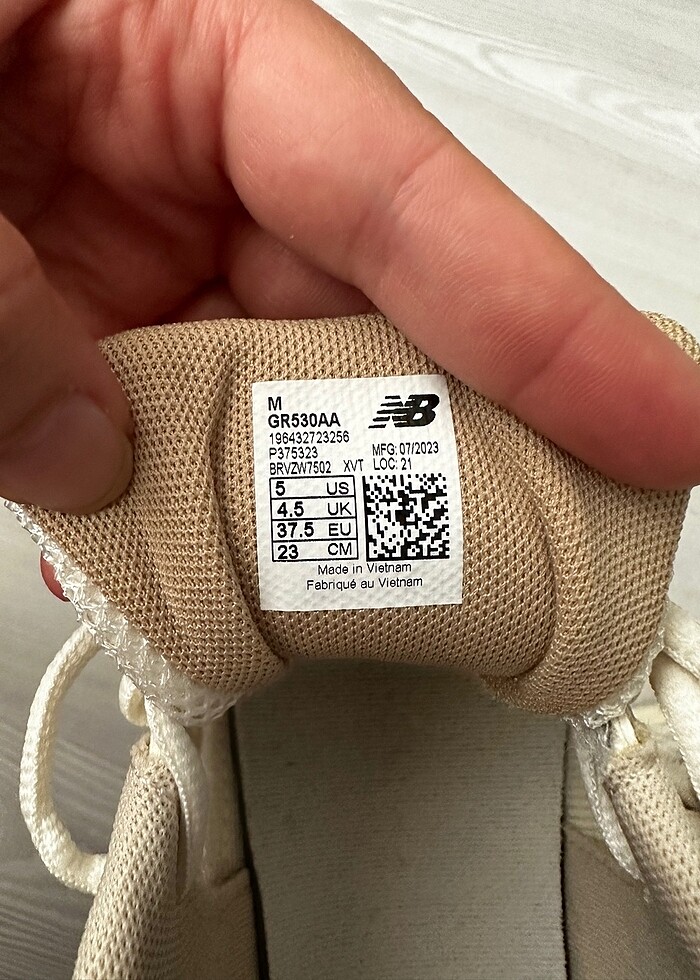 M
GR530AA
NB
196432723256
P375323 MFG: 07/2023
BRVZW7502 XVT LOC: 21
5 US
4.5 UK
37.5 EU
23 CM
Made in Vietnam
Fabriqué au Vietnam